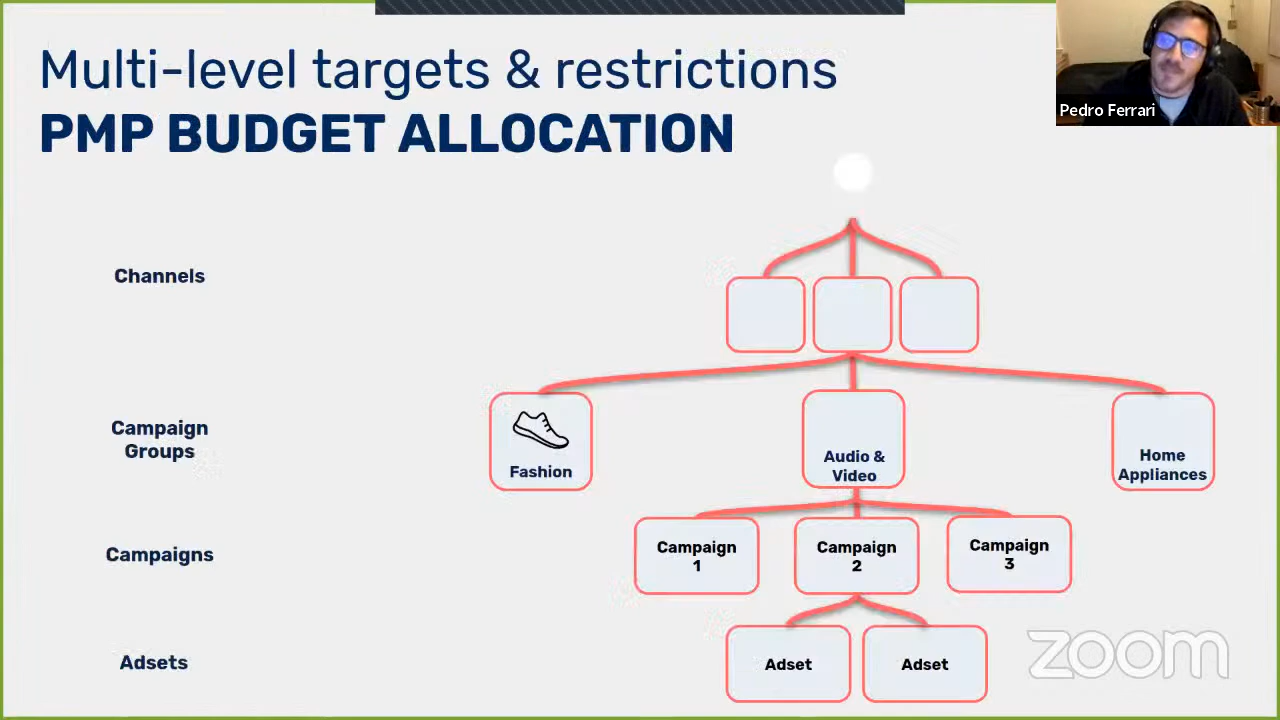 Multi-level targets & restrictions
PMP BUDGET ALLOCATION
Pedro Ferrari
Channels
Campaign
Groups
Fashion
Audio &
Video
Home
Appliances
Campaigns
Campaign
1
Campaign
2
Campaign
3
Adsets
Adset
Adset
zoom